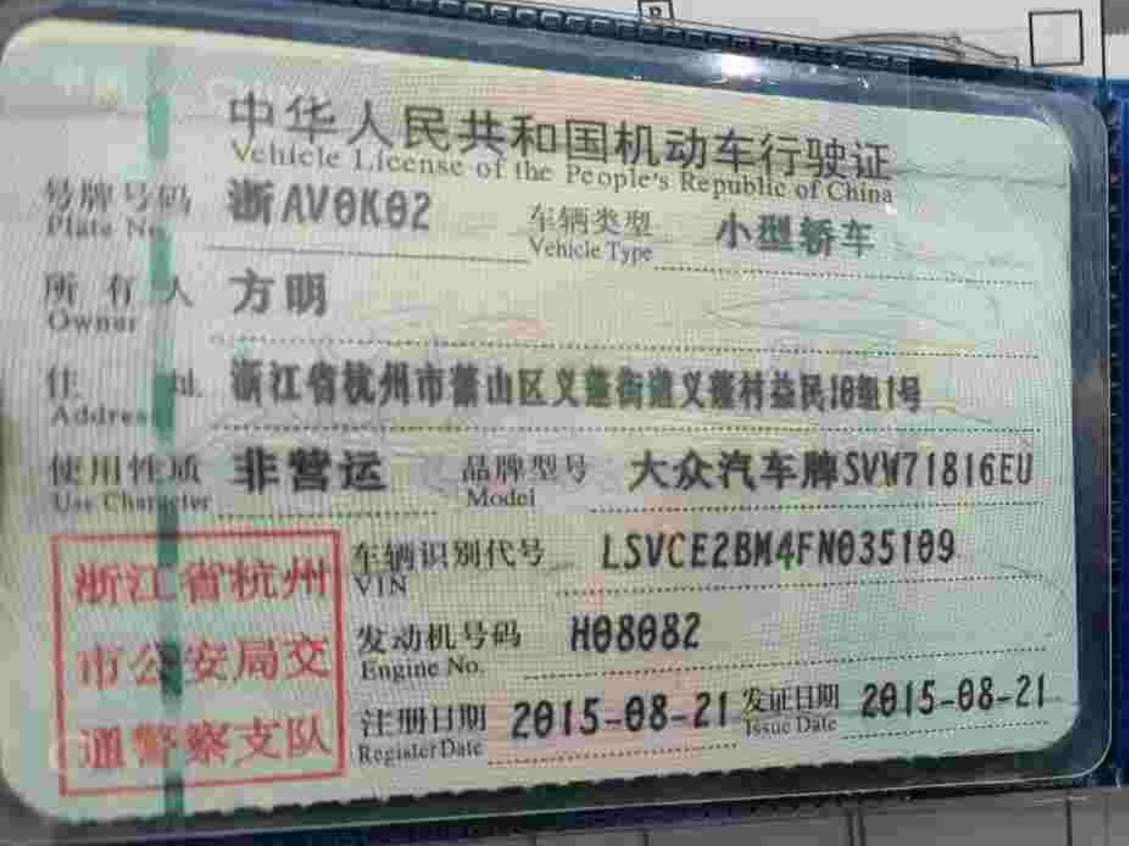 中华人民共和国机动车行驶证
Vehicle License of the People's Republic of China
号牌号码 浙AV0K02 车辆类型 小型轿车
Plate No. Vehicle Type
所有人 方明
Owner
住址 浙江省杭州市萧山区义蓬街道义蓬村益民10组1号
Address
使用性质 非营运 品牌型号 大众汽车牌SVW71816EU
Use Character Model
浙江省杭州
市公安局交
通警察支队
车辆识别代号 LSVCE2BM4FN035109
VIN
发动机号码 H08082
Engine No.
注册日期 2015-08-21 发证日期 2015-08-21
Register Date Issue Date